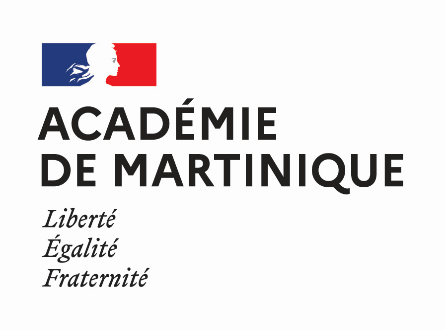 ACADÉMIE
DE MARTINIQUE
Liberté
Égalité
Fraternité